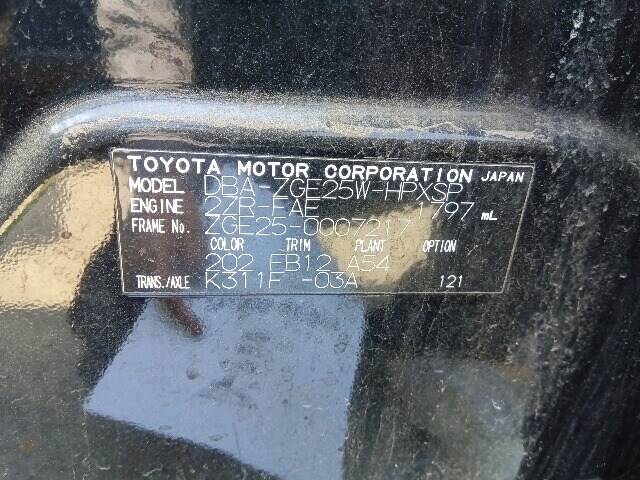 TOYOTA MOTOR CORPORATION JAPAN
MODEL DBA-ZGE25W-HPXSP
ENGINE 2ZR-FAE 1797 mL
FRAME No. ZGE25-0007217
COLOR TRIM PLANT OPTION
202 FB12 A54
TRANS./AXLE K311F -03A 121